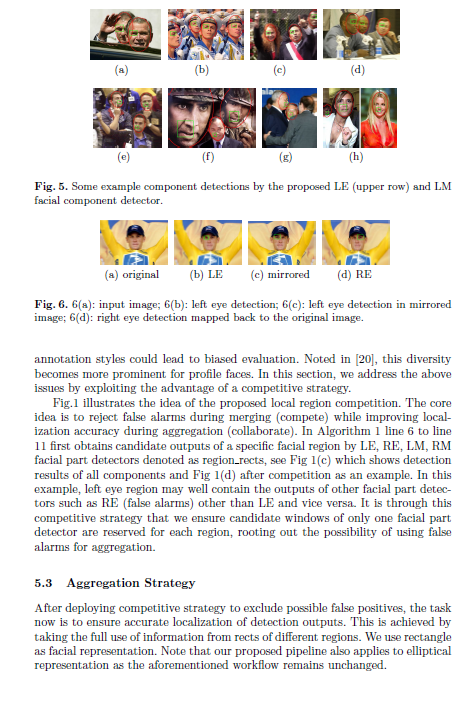 (a) (b) (c) (d)
(e) (f) (g) (h)
Fig. 5. Some example component detections by the proposed LE (upper row) and LM
facial component detector.
(a) original (b) LE (c) mirrored (d) RE
Fig. 6. 6(a): input image; 6(b): left eye detection; 6(c): left eye detection in mirrored
image; 6(d): right eye detection mapped back to the original image.
annotation styles could lead to biased evaluation. Noted in [20], this diversity
becomes more prominent for profile faces. In this section, we address the above
issues by exploiting the advantage of a competitive strategy.
Fig.1 illustrates the idea of the proposed local region competition. The core
idea is to reject false alarms during merging (compete) while improving local-
ization accuracy during aggregation (collaborate). In Algorithm 1 line 6 to line
11 first obtains candidate outputs of a specific facial region by LE, RE, LM, RM
facial part detectors denoted as region_rects, see Fig 1(c) which shows detection
results of all components and Fig 1(d) after competition as an example. In this
example, left eye region may well contain the outputs of other facial part detec-
tors such as RE (false alarms) other than LE and vice versa. It is through this
competitive strategy that we ensure candidate windows of only one facial part
detector are reserved for each region, rooting out the possibility of using false
alarms for aggregation.
5.3 Aggregation Strategy
After deploying competitive strategy to exclude possible false positives, the task
now is to ensure accurate localization of detection outputs. This is achieved by
taking the full use of information from rects of different regions. We use rectangle
as facial representation. Note that our proposed pipeline also applies to elliptical
representation as the aforementioned workflow remains unchanged.